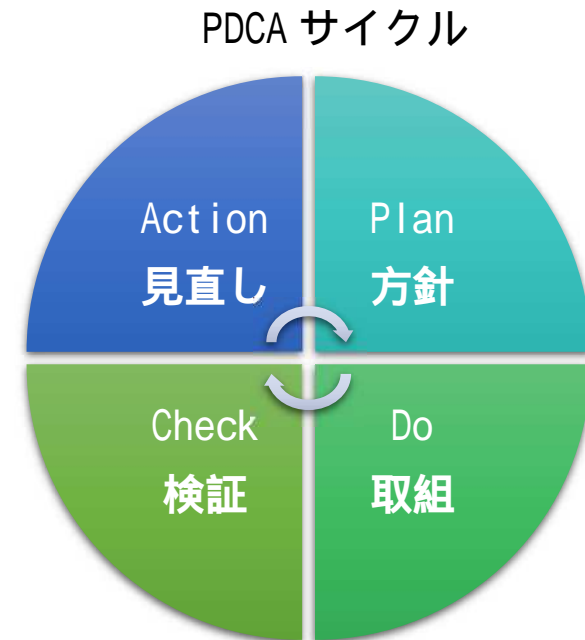 PDCA サイクル
Action
見直し
Plan
方針
Check
検証
Do
取組